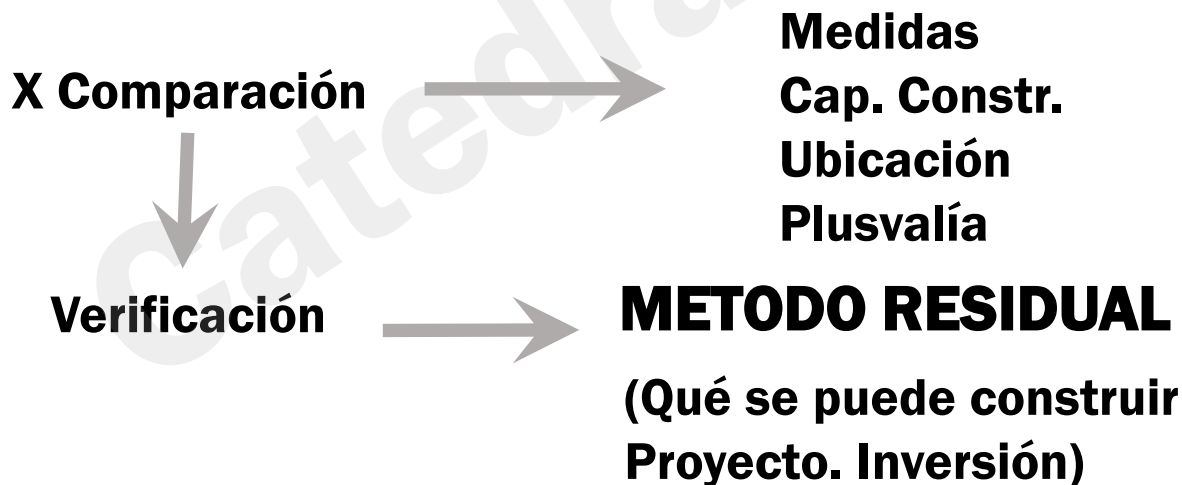 X Comparación
Medidas
Cap. Constr.
Ubicación
Plusvalía
Verificación
METODO RESIDUAL
(Qué se puede construir
Proyecto. Inversión)